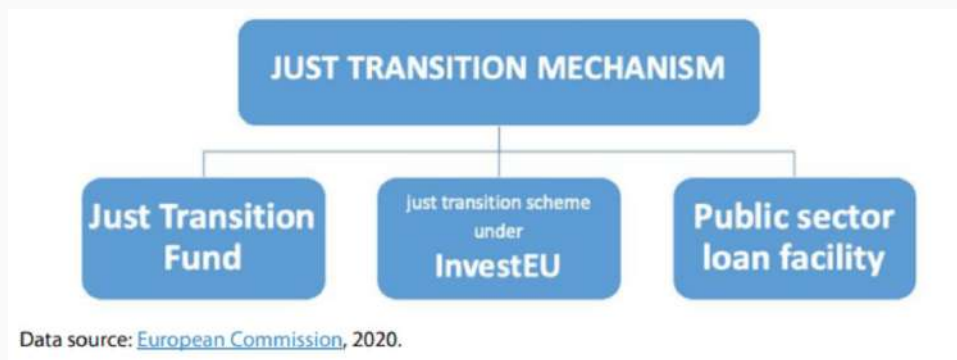 JUST TRANSITION MECHANISM
Just Transition
Fund
just transition scheme
under
InvestEU
Public sector
loan facility
Data source: European Commission, 2020.